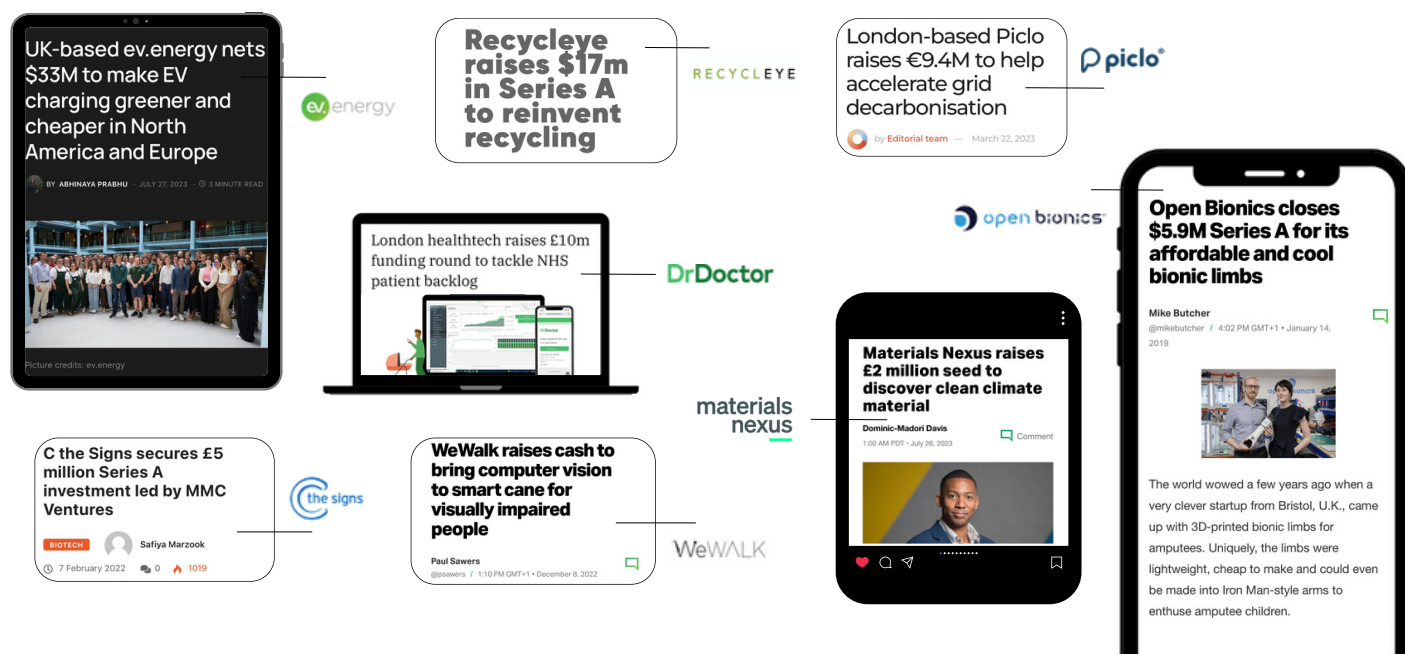 UK-based ev.energy nets
$33M to make EV
charging greener and
cheaper in North
America and Europe
BY ABHINAYA PRABHU - JULY 27, 2023 - 3 MINUTE READ
Picture credits: ev.energy
ev.energy
Recycleye
raises $17m
in Series A
to reinvent
recycling
RECYCLEYE
London-based Piclo
raises €9.4M to help
accelerate grid
decarbonisation
by Editorial team — March 22, 2023
piclo®
London healthtech raises £10m
funding round to tackle NHS
patient backlog
DrDoctor
DrDoctor
open bionics
Open Bionics closes
$5.9M Series A for its
affordable and cool
bionic limbs
Mike Butcher
@mikebutcher / 4:02 PM GMT+1 • January 14,
2019
The world wowed a few years ago when a
very clever startup from Bristol, U.K., came
up with 3D-printed bionic limbs for
amputees. Uniquely, the limbs were
lightweight, cheap to make and could even
be made into Iron Man-style arms to
enthuse amputee children.
materials
nexus
Materials Nexus raises
£2 million seed to
discover clean climate
material
Dominic-Madori Davis
1:00 AM PDT • July 26, 2023
Comment
C the Signs secures £5
million Series A
investment led by MMC
Ventures
BIOTECH
Safiya Marzook
7 February 2022 0 1019
C the signs
WeWalk raises cash to
bring computer vision
to smart cane for
visually impaired
people
Paul Sawers
@psawers / 1:10 PM GMT+1 • December 8, 2022
WeWALK